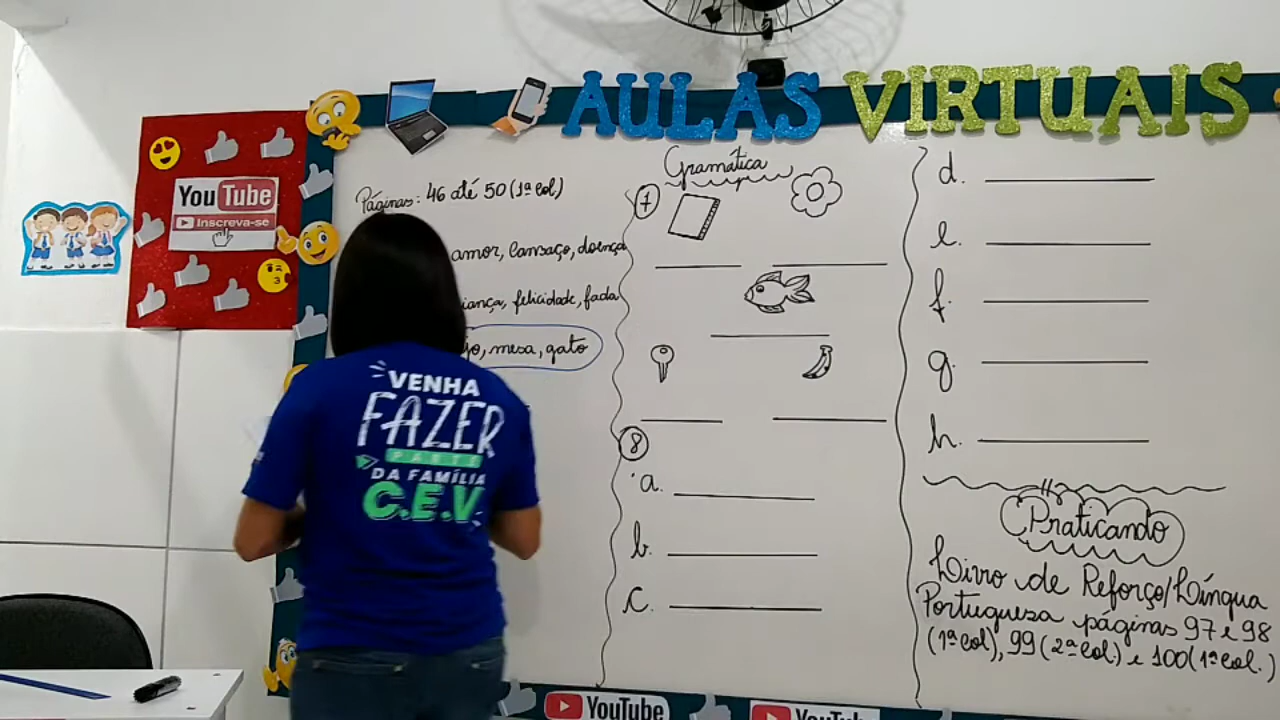 AULAS VIRTUAIS
YouTube
Inscreva-se
Páginas: 46 até 50 (1ª col)
amor, cansaço, doença
felicidade, fada
mesa, gato
VENHA
FAZER
PARTE
DA FAMÍLIA
C.E.V
Gramática
7
8
a.
b.
c.
d.
e.
f.
g.
h.
Praticando
Livro de Reforço/Língua
Portuguesa páginas 97 e 98
(1ª col), 99 (2ª col) e 100 (1ª col.)
YouTube
YouTube